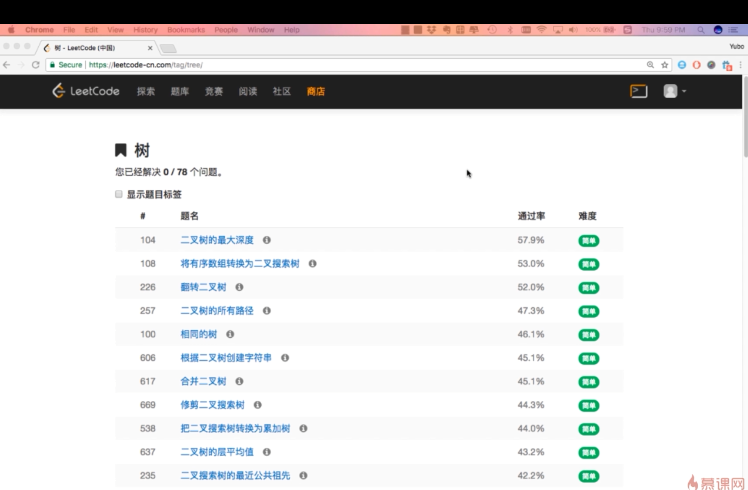 Chrome File Edit View History Bookmarks People Window Help 100% Thu 9:59 PM
树 - LeetCode (中国) Yubo
Secure https://leetcode-cn.com/tag/tree/
LeetCode 探索 题库 竞赛 阅读 社区 商店
树
您已经解决 0 / 78 个问题。
显示题目标签
# 题名 通过率 难度
104 二叉树的最大深度 57.9% 简单
108 将有序数组转换为二叉搜索树 53.0% 简单
226 翻转二叉树 52.0% 简单
257 二叉树的所有路径 47.3% 简单
100 相同的树 46.1% 简单
606 根据二叉树创建字符串 45.1% 简单
617 合并二叉树 45.1% 简单
669 修剪二叉搜索树 44.3% 简单
538 把二叉搜索树转换为累加树 44.0% 简单
637 二叉树的层平均值 43.2% 简单
235 二叉搜索树的最近公共祖先 42.2% 简单
慕课网